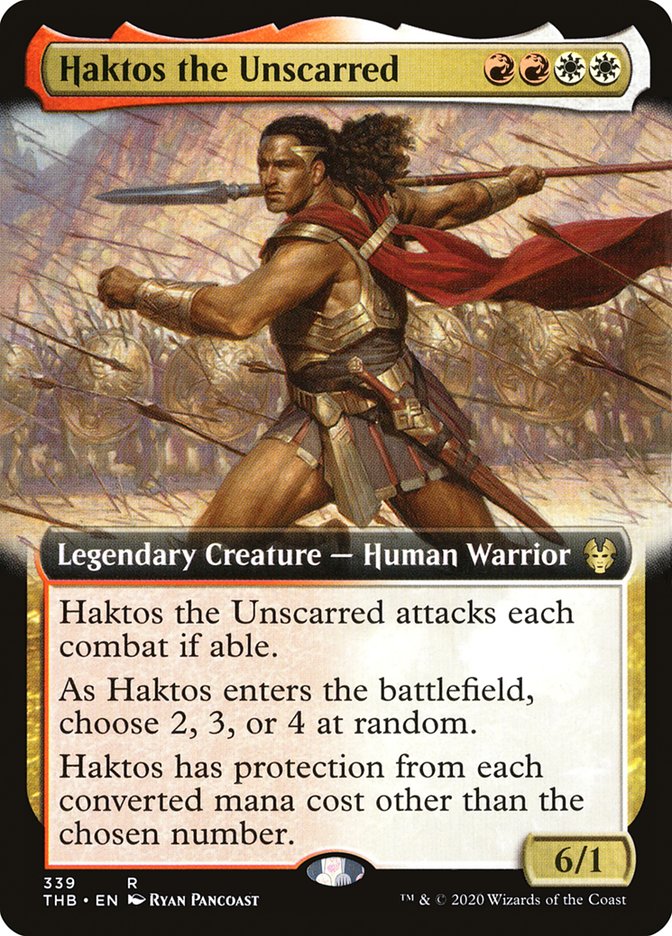 Haktos the Unscarred
Legendary Creature — Human Warrior
Haktos the Unscarred attacks each
combat if able.
As Haktos enters the battlefield,
choose 2, 3, or 4 at random.
Haktos has protection from each
converted mana cost other than the
chosen number.
6/1
339 R
THB • EN Ryan Pancoast
™ & © 2020 Wizards of the Coast